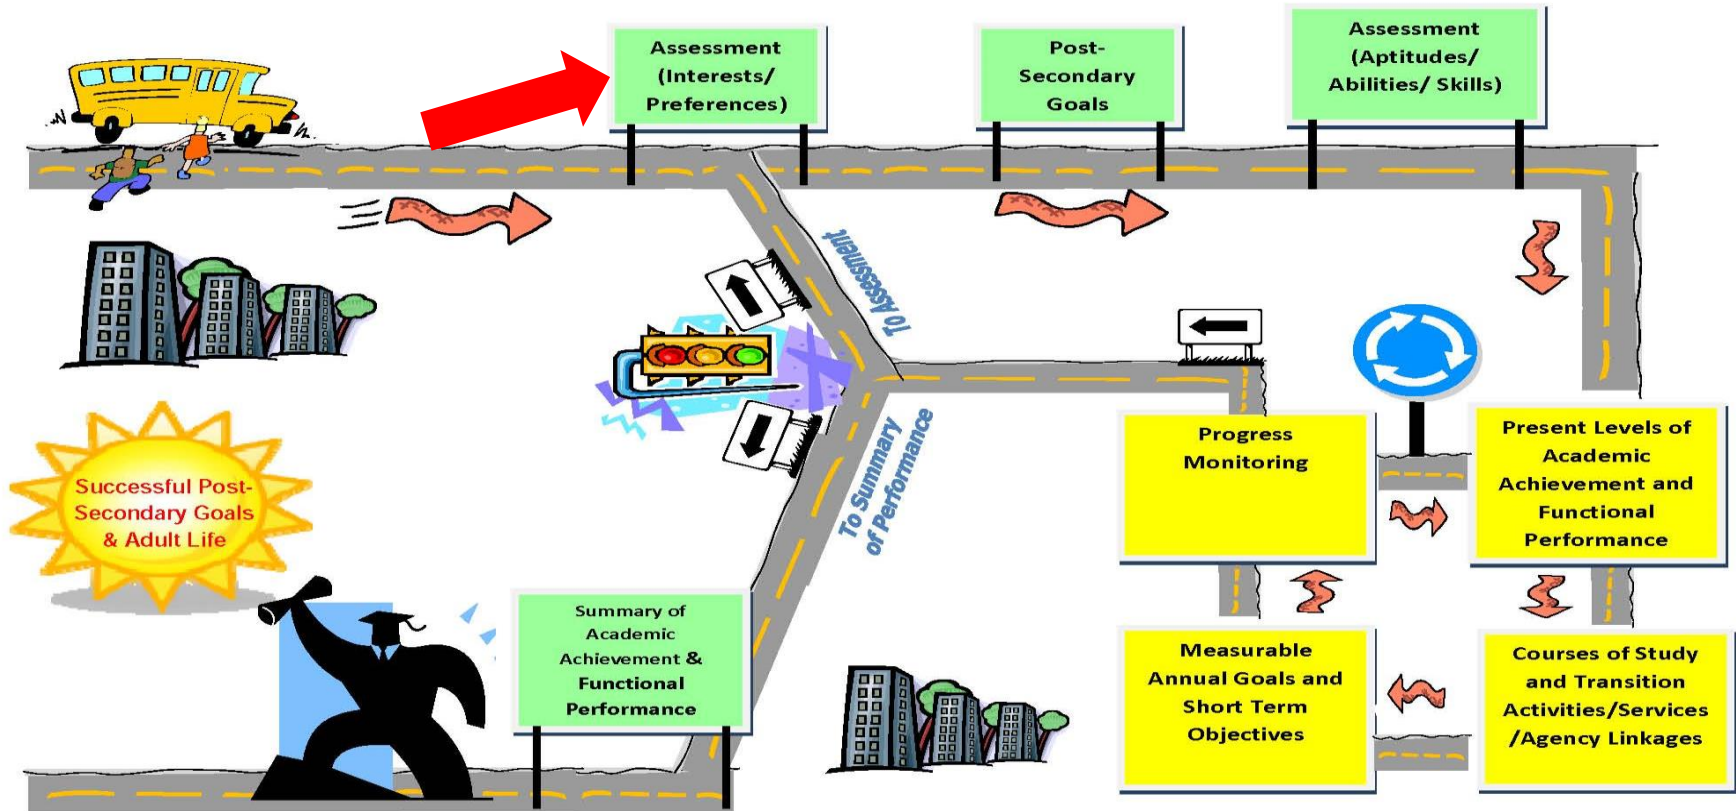 Assessment
(Interests/
Preferences)
Post-
Secondary
Goals
Assessment
(Aptitudes/
Abilities/ Skills)
To Assessment
To Summary
of Performance
Progress
Monitoring
Present Levels of
Academic
Achievement and
Functional
Performance
Successful Post-
Secondary Goals
& Adult Life
Summary of
Academic
Achievement &
Functional
Performance
Measurable
Annual Goals and
Short Term
Objectives
Courses of Study
and Transition
Activities/Services
/Agency Linkages